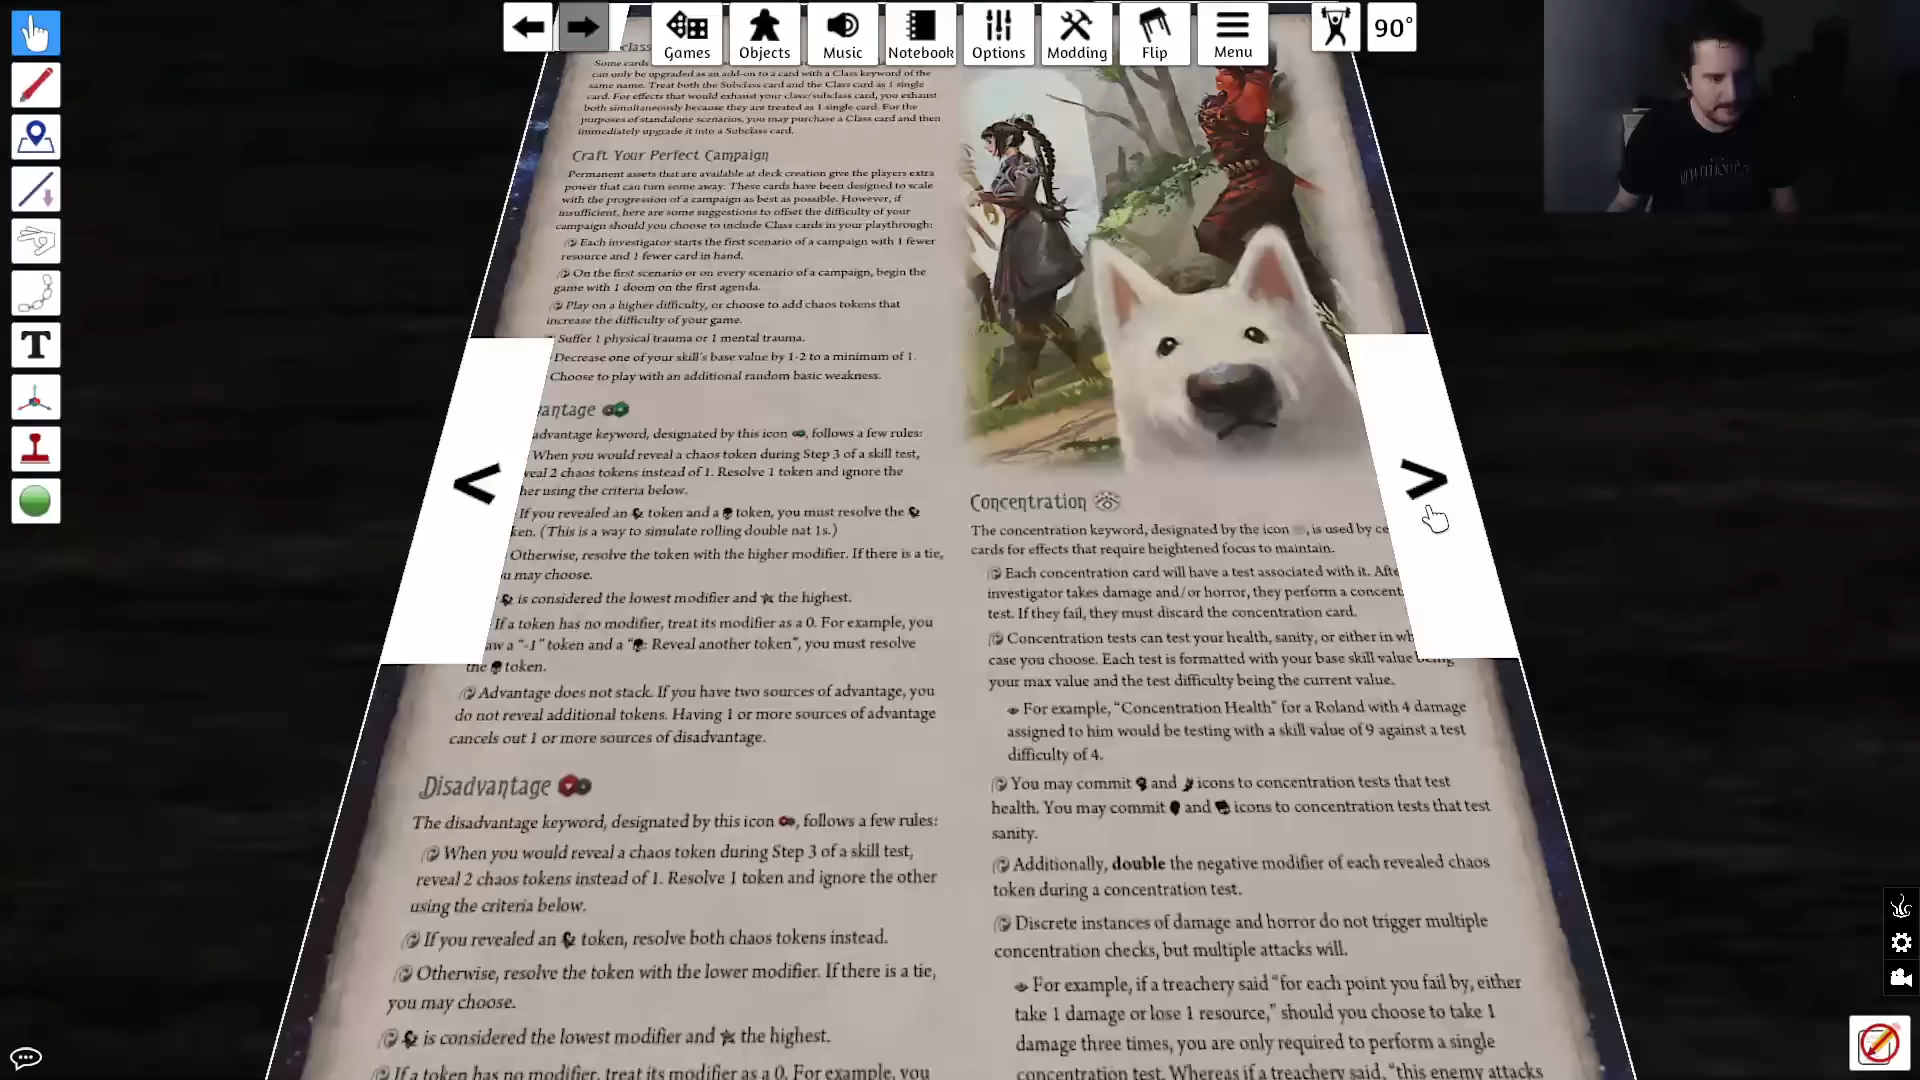 Games
Objects
Music
Notebook
Options
Modding
Flip
Menu
90°
T
class
Some cards
can only be upgraded as an add-on to a card with a Class keyword of the
same name. Treat both the Subclass card and the Class card as 1 single
card. For effects that would exhaust your class/subclass card, you exhaust
both simultaneously because they are treated as 1 single card. For the
purposes of standalone scenarios, you may purchase a Class card and then
immediately upgrade it into a Subclass card.
Craft Your Perfect Campaign
Permanent assets that are available at deck creation give the players extra
power that can turn some away. These cards have been designed to scale
with the progression of a campaign as best as possible. However, if
insufficient, here are some suggestions to offset the difficulty of your
campaign should you choose to include Class cards in your playthrough:
Each investigator starts the first scenario of a campaign with 1 fewer
resource and 1 fewer card in hand.
On the first scenario or on every scenario of a campaign, begin the
game with 1 doom on the first agenda.
Play on a higher difficulty, or choose to add chaos tokens that
increase the difficulty of your game.
Suffer 1 physical trauma or 1 mental trauma.
Decrease one of your skill's base value by 1-2 to a minimum of 1.
Choose to play with an additional random basic weakness.
antage
advantage keyword, designated by this icon , follows a few rules:
When you would reveal a chaos token during Step 3 of a skill test,
veal 2 chaos tokens instead of 1. Resolve 1 token and ignore the
her using the criteria below.
If you revealed an token and a token, you must resolve the
ken. (This is a way to simulate rolling double nat 1s.)
Otherwise, resolve the token with the higher modifier. If there is a tie,
u may choose.
is considered the lowest modifier and the highest.
If a token has no modifier, treat its modifier as a 0. For example, you
aw a "-1" token and a " : Reveal another token", you must resolve
the token.
Advantage does not stack. If you have two sources of advantage, you
do not reveal additional tokens. Having 1 or more sources of advantage
cancels out 1 or more sources of disadvantage.
Disadvantage
The disadvantage keyword, designated by this icon , follows a few rules:
When you would reveal a chaos token during Step 3 of a skill test,
reveal 2 chaos tokens instead of 1. Resolve 1 token and ignore the other
using the criteria below.
If you revealed an token, resolve both chaos tokens instead.
Otherwise, resolve the token with the lower modifier. If there is a tie,
you may choose.
is considered the lowest modifier and the highest.
If a token has no modifier, treat its modifier as a 0. For example, you
Concentration
The concentration keyword, designated by the icon , is used by ce
cards for effects that require heightened focus to maintain.
Each concentration card will have a test associated with it. Afte
investigator takes damage and/or horror, they perform a concent
test. If they fail, they must discard the concentration card.
Concentration tests can test your health, sanity, or either in wh
case you choose. Each test is formatted with your base skill value being
your max value and the test difficulty being the current value.
For example, "Concentration Health" for a Roland with 4 damage
assigned to him would be testing with a skill value of 9 against a test
difficulty of 4.
You may commit and icons to concentration tests that test
health. You may commit and icons to concentration tests that test
sanity.
Additionally, double the negative modifier of each revealed chaos
token during a concentration test.
Discrete instances of damage and horror do not trigger multiple
concentration checks, but multiple attacks will.
For example, if a treachery said "for each point you fail by, either
take 1 damage or lose 1 resource," should you choose to take 1
damage three times, you are only required to perform a single
concentration test. Whereas if a treachery said, "this enemy attacks
<
>